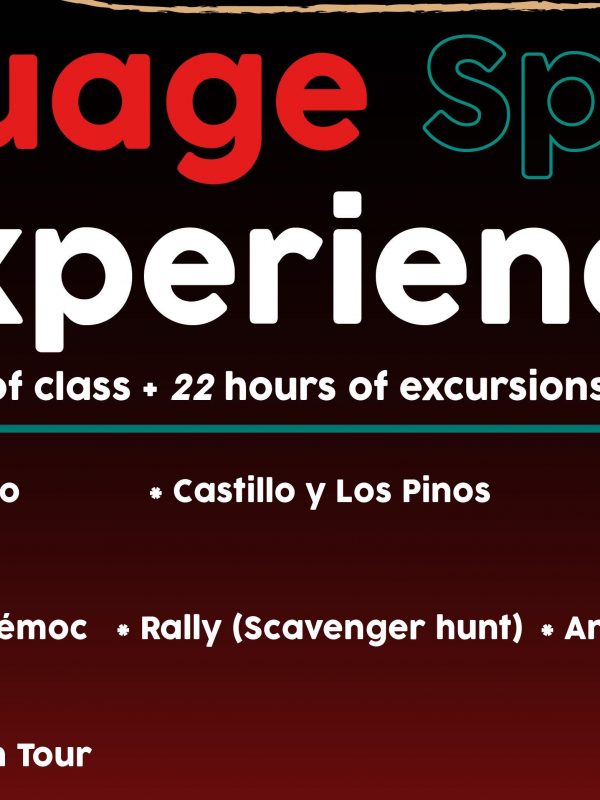 uage Sp
xperienc
of class + 22 hours of excursions
o * Castillo y Los Pinos
émoc * Rally (Scavenger hunt) * An
n Tour